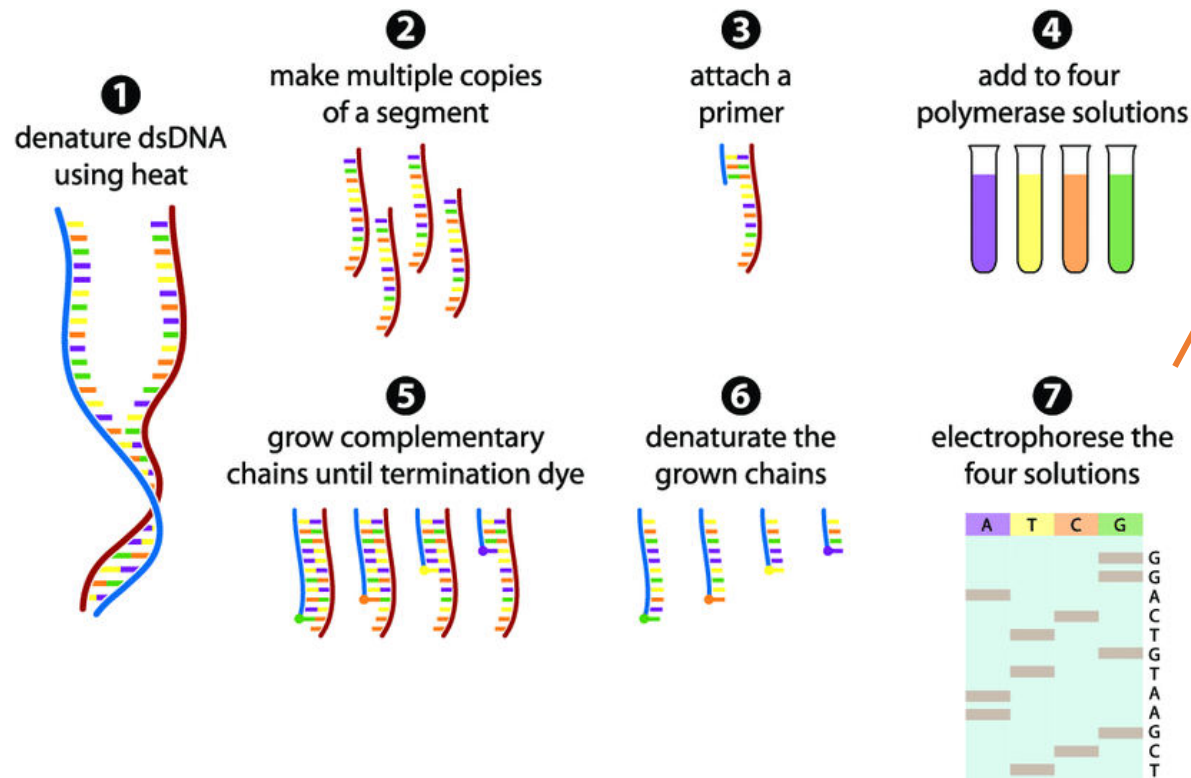 1
denature dsDNA
using heat
2
make multiple copies
of a segment
3
attach a
primer
4
add to four
polymerase solutions
5
grow complementary
chains until termination dye
6
denaturate the
grown chains
7
electrophorese the
four solutions
A T C G
G
G
A
C
T
G
T
A
A
G
C
T